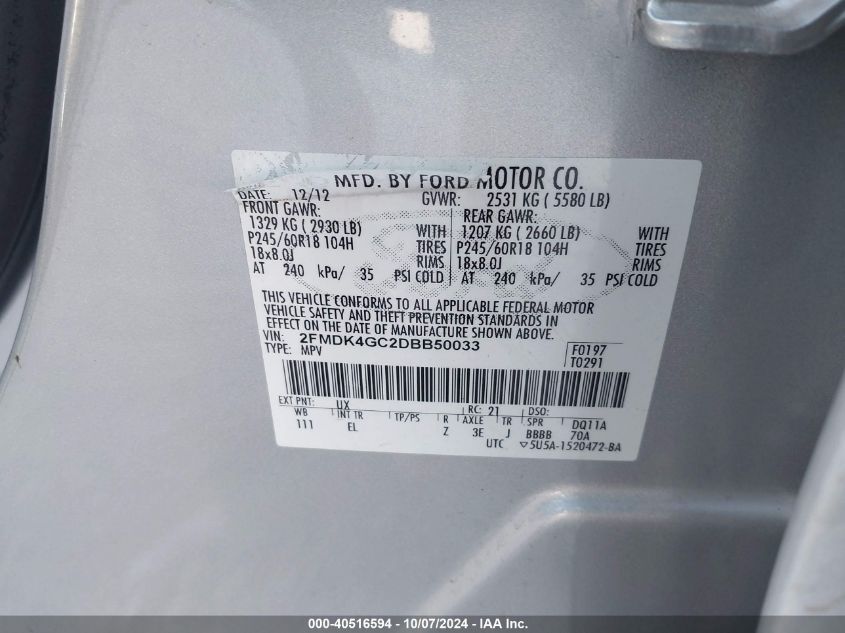 MFD. BY FORD MOTOR CO.
DATE: 12/12 GVWR: 2531 KG ( 5580 LB)
FRONT GAWR: REAR GAWR:
1329 KG ( 2930 LB) WITH 1207 KG ( 2660 LB) WITH
P245/60R18 104H TIRES P245/60R18 104H TIRES
18x8.0J RIMS 18x8.0J RIMS
AT 240 kPa/ 35 PSI COLD AT 240 kPa/ 35 PSI COLD
THIS VEHICLE CONFORMS TO ALL APPLICABLE FEDERAL MOTOR
VEHICLE SAFETY AND THEFT PREVENTION STANDARDS IN
EFFECT ON THE DATE OF MANUFACTURE SHOWN ABOVE.
VIN: 2FMDK4GC2DBB50033 F0197
TYPE: MPV T0291
EXT PNT: UX RC: 21 DSO:
WB INT TR TP/PS R AXLE TR SPR DQ11A
111 EL Z 3E J BBBB 70A
UTC ▽5U5A-1520472-BA
000-40516594 - 10/07/2024 - IAA Inc.